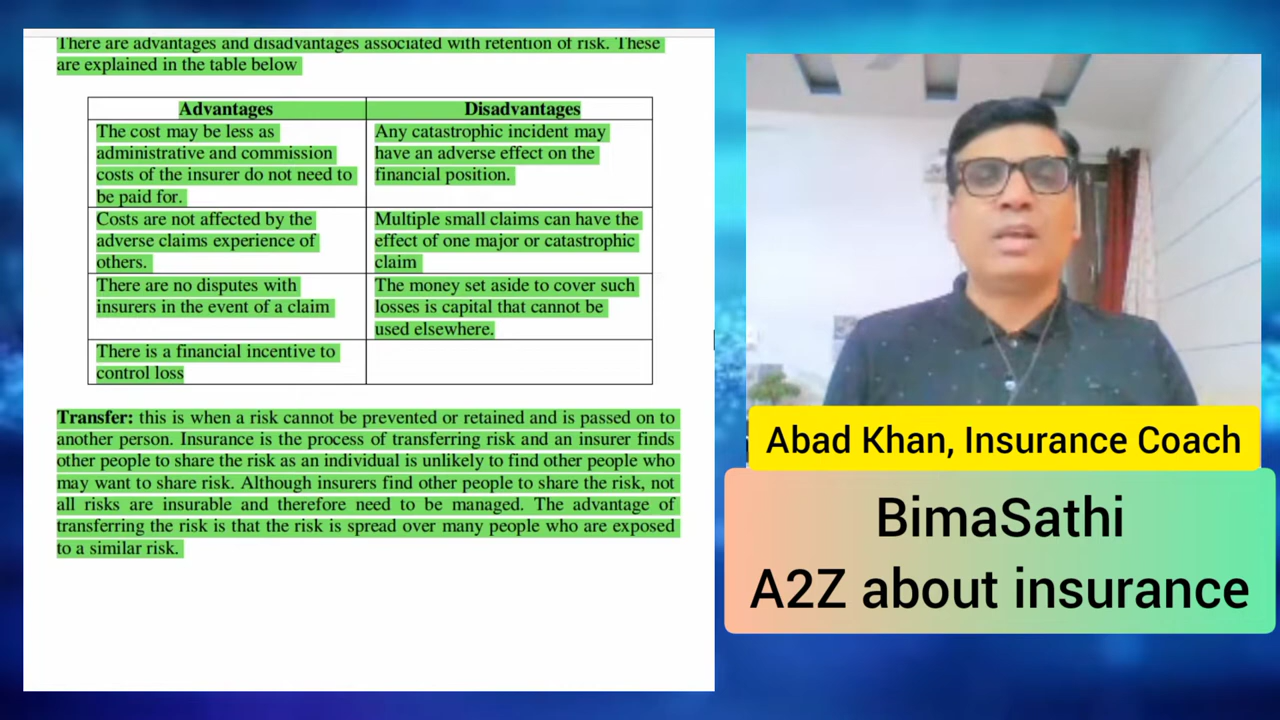 There are advantages and disadvantages associated with retention of risk. These
are explained in the table below
Advantages
Disadvantages
The cost may be less as
administrative and commission
costs of the insurer do not need to
be paid for.
Any catastrophic incident may
have an adverse effect on the
financial position.
Costs are not affected by the
adverse claims experience of
others.
Multiple small claims can have the
effect of one major or catastrophic
claim
There are no disputes with
insurers in the event of a claim
The money set aside to cover such
losses is capital that cannot be
used elsewhere.
There is a financial incentive to
control loss
Transfer: this is when a risk cannot be prevented or retained and is passed on to
another person. Insurance is the process of transferring risk and an insurer finds
other people to share the risk as an individual is unlikely to find other people who
may want to share risk. Although insurers find other people to share the risk, not
all risks are insurable and therefore need to be managed. The advantage of
transferring the risk is that the risk is spread over many people who are exposed
to a similar risk.
Abad Khan, Insurance Coach
BimaSathi
A2Z about insurance